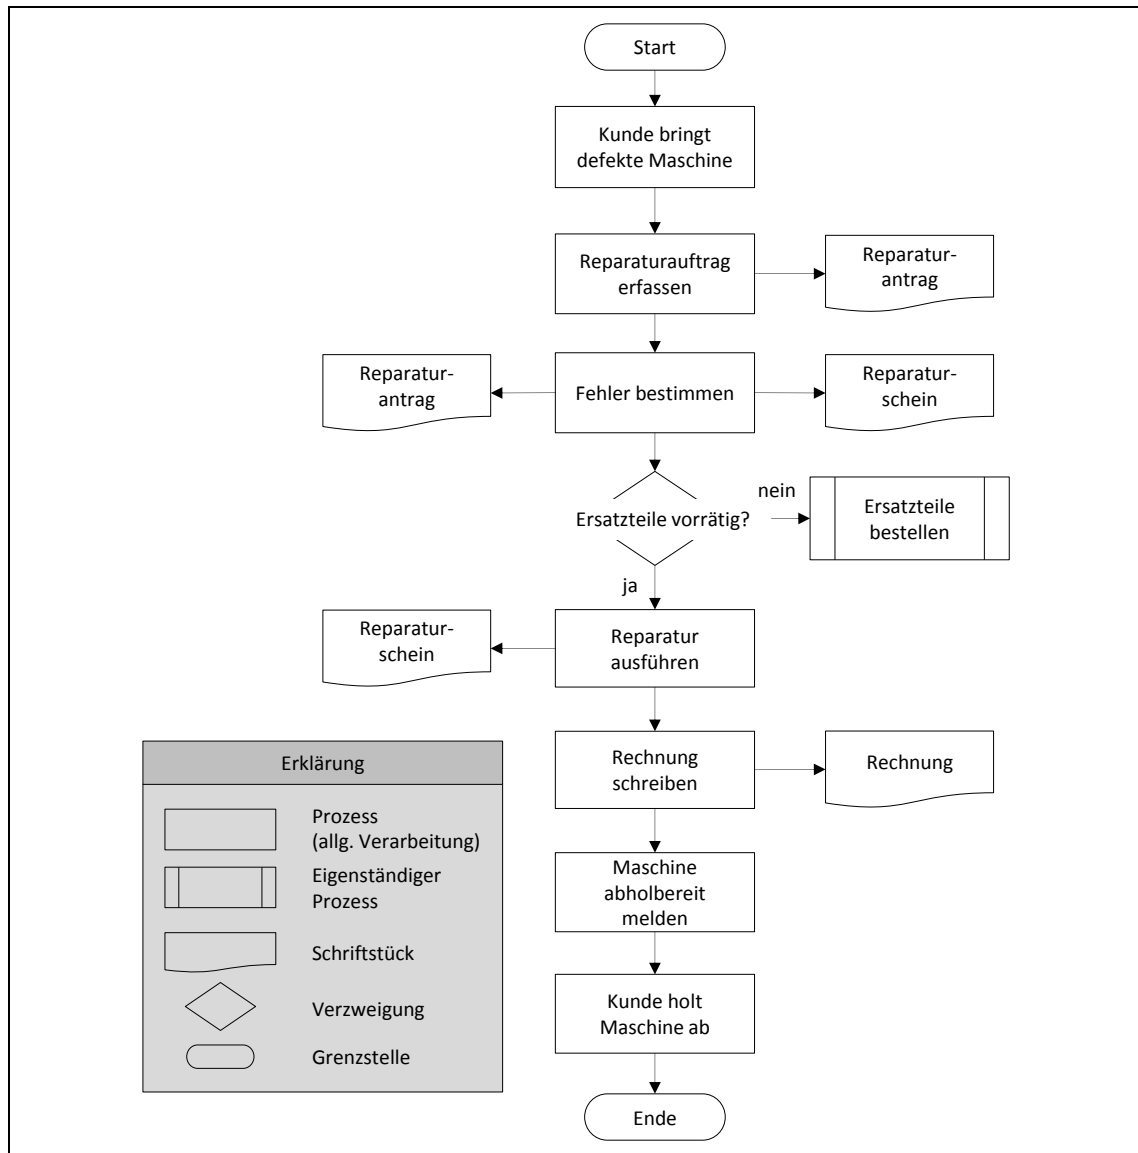 Start
Kunde bringt
defekte Maschine
Reparaturauftrag
erfassen
Reparatur-
antrag
Reparatur-
antrag
Fehler bestimmen
Reparatur-
schein
Ersatzteile vorrätig?
nein
Ersatzteile
bestellen
ja
Reparatur-
schein
Reparatur
ausführen
Rechnung
schreiben
Rechnung
Maschine
abholbereit
melden
Kunde holt
Maschine ab
Ende
Erklärung
Prozess
(allg. Verarbeitung)
Eigenständiger
Prozess
Schriftstück
Verzweigung
Grenzstelle